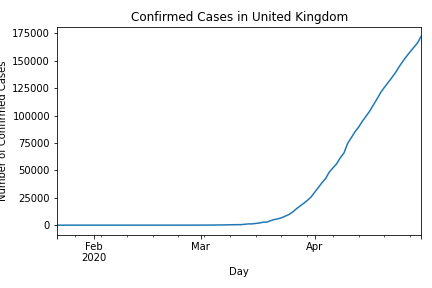 Confirmed Cases in United Kingdom
175000
150000
125000
100000
75000
50000
25000
0
Number of Confirmed Cases
Feb
2020
Mar
Apr
Day